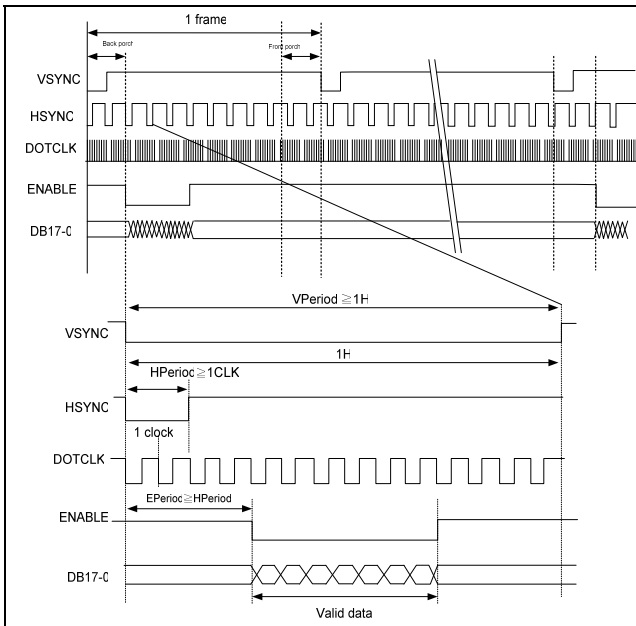 1 frame
Back porch
Front porch
VSYNC
HSYNC
DOTCLK
ENABLE
DB17-0
VPeriod ≧1H
VSYNC
1H
HPeriod≧1CLK
HSYNC
1 clock
DOTCLK
EPeriod≧HPeriod
ENABLE
DB17-0
Valid data